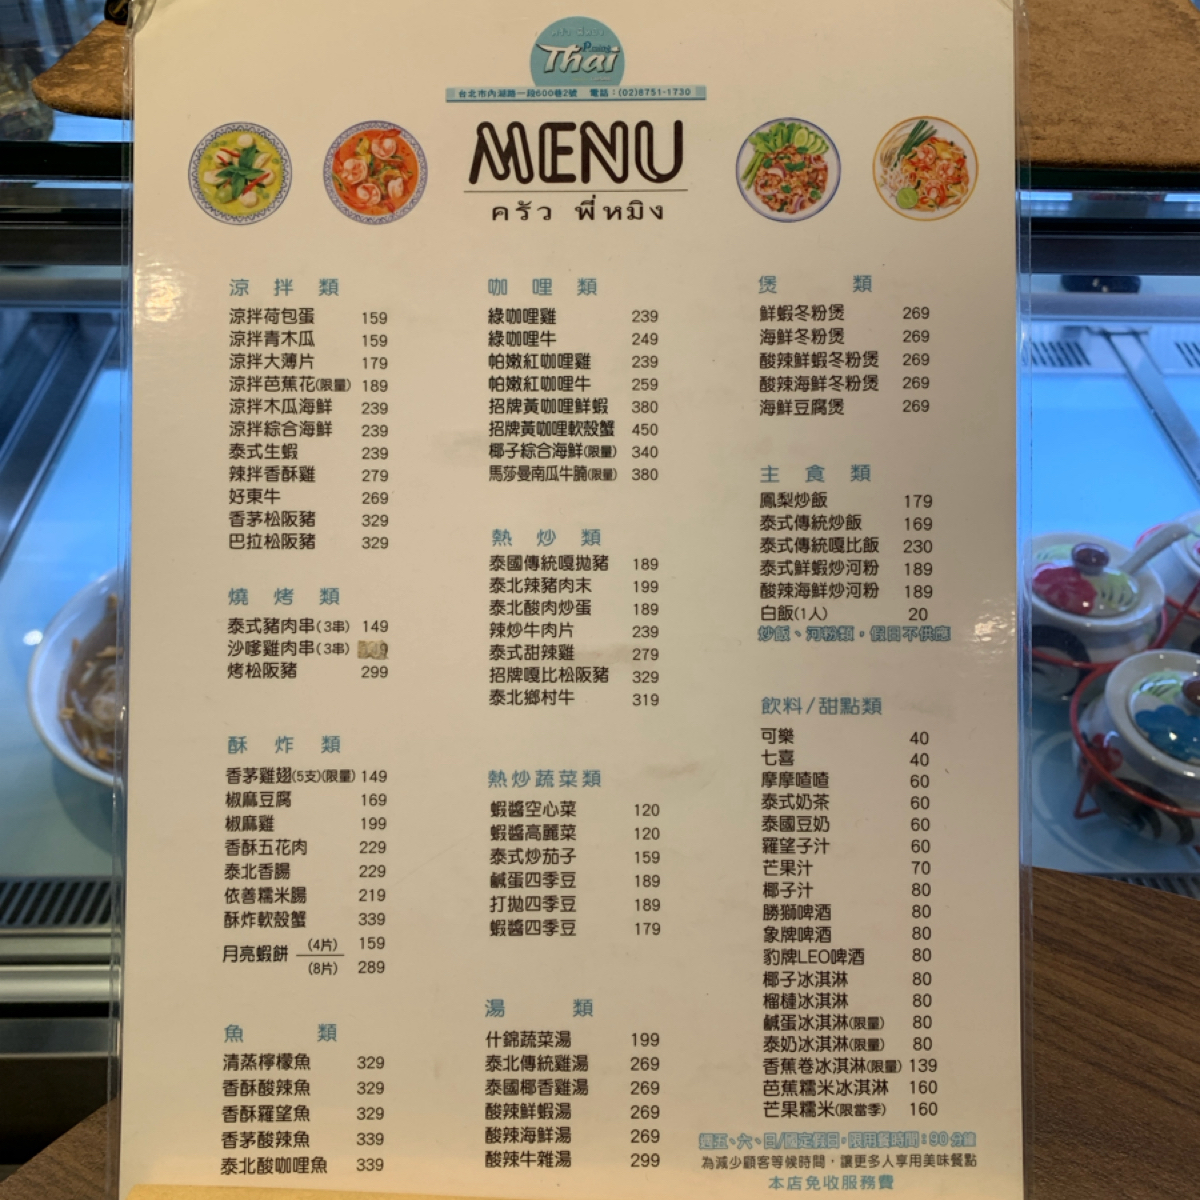 Thai
台北市內湖路一段600巷2號 電話：(02)8751-1730
MENU
ครัว พี่หมิง
涼拌類
涼拌荷包蛋 159
涼拌青木瓜 159
涼拌大薄片 179
涼拌芭蕉花(限量) 189
涼拌木瓜海鮮 239
涼拌綜合海鮮 239
泰式生蝦 239
辣拌香酥雞 279
好東牛 269
香茅松阪豬 329
巴拉松阪豬 329
燒烤類
泰式豬肉串(3串) 149
沙嗲雞肉串(3串)
烤松阪豬 299
酥炸類
香茅雞翅(5支)(限量) 149
椒麻豆腐 169
椒麻雞 199
香酥五花肉 229
泰北香腸 229
依善糯米腸 219
酥炸軟殼蟹 339
月亮蝦餅 (4片) 159
(8片) 289
魚類
清蒸檸檬魚 329
香酥酸辣魚 329
香酥羅望魚 329
香茅酸辣魚 339
泰北酸咖哩魚 339
咖哩類
綠咖哩雞 239
綠咖哩牛 249
帕嫩紅咖哩雞 239
帕嫩紅咖哩牛 259
招牌黃咖哩鮮蝦 380
招牌黃咖哩軟殼蟹 450
椰子綜合海鮮(限量) 340
馬莎曼南瓜牛腩(限量) 380
熱炒類
泰國傳統嘎拋豬 189
泰北辣豬肉末 199
泰北酸肉炒蛋 189
辣炒牛肉片 239
泰式甜辣雞 279
招牌嘎比松阪豬 329
泰北鄉村牛 319
熱炒蔬菜類
蝦醬空心菜 120
蝦醬高麗菜 120
泰式炒茄子 159
鹹蛋四季豆 189
打拋四季豆 189
蝦醬四季豆 179
湯類
什錦蔬菜湯 199
泰北傳統雞湯 269
泰國椰香雞湯 269
酸辣鮮蝦湯 269
酸辣海鮮湯 269
酸辣牛雜湯 299
煲類
鮮蝦冬粉煲 269
海鮮冬粉煲 269
酸辣鮮蝦冬粉煲 269
酸辣海鮮冬粉煲 269
海鮮豆腐煲 269
主食類
鳳梨炒飯 179
泰式傳統炒飯 169
泰式傳統嘎比飯 230
泰式鮮蝦炒河粉 189
酸辣海鮮炒河粉 189
白飯(1人) 20
炒飯、河粉類，假日不供應
飲料/甜點類
可樂 40
七喜 40
摩摩喳喳 60
泰式奶茶 60
泰國豆奶 60
羅望子汁 60
芒果汁 70
椰子汁 80
勝獅啤酒 80
象牌啤酒 80
豹牌LEO啤酒 80
椰子冰淇淋 80
榴槤冰淇淋 80
鹹蛋冰淇淋(限量) 80
泰奶冰淇淋(限量) 80
香蕉卷冰淇淋(限量) 139
芭蕉糯米冰淇淋 160
芒果糯米(限當季) 160
週五、六、日/國定假日，限用餐時間：90分鐘
為減少顧客等候時間，讓更多人享用美味餐點
本店免收服務費